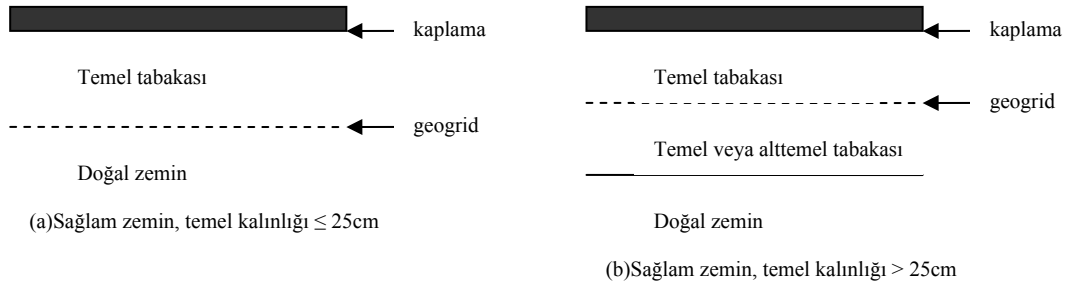 kaplama
Temel tabakası
geogrid
Doğal zemin
(a)Sağlam zemin, temel kalınlığı ≤ 25cm
kaplama
Temel tabakası
geogrid
Temel veya alttemel tabakası
Doğal zemin
(b)Sağlam zemin, temel kalınlığı > 25cm